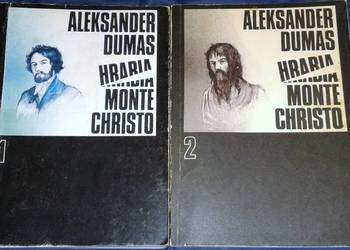 ALEKSANDER
DUMAS
HRABIA
MONTE
CHRISTO
1
ALEKSANDER
DUMAS
HRABIA
MONTE
CHRISTO
2